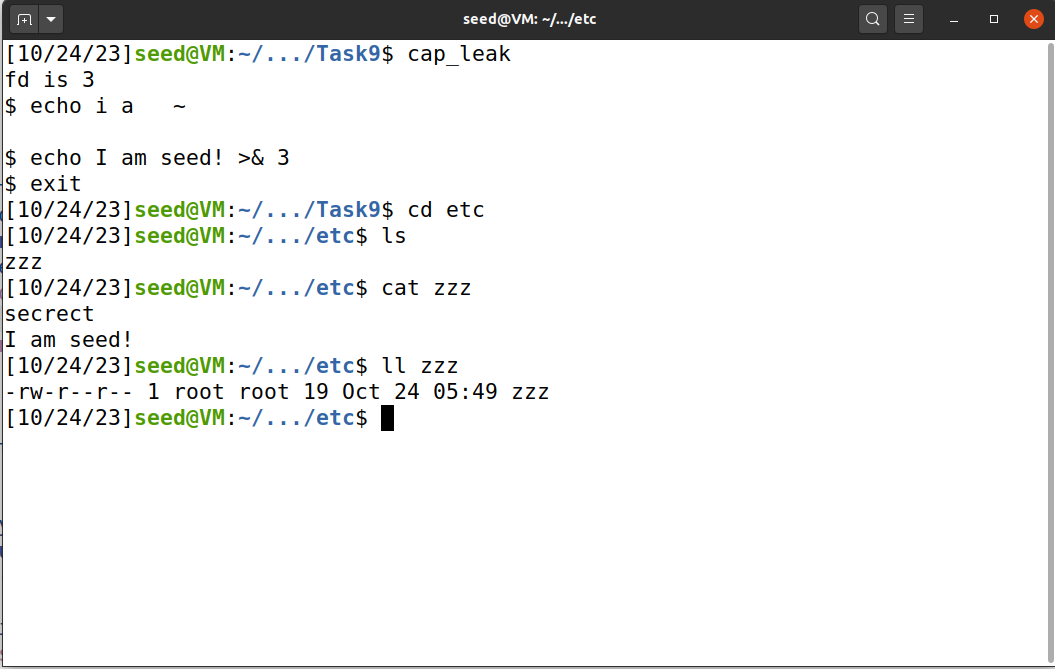 seed@VM: ~/.../etc
[10/24/23]seed@VM:~/.../Task9$ cap_leak
fd is 3
$ echo i a   ~
$ echo I am seed! >& 3
$ exit
[10/24/23]seed@VM:~/.../Task9$ cd etc
[10/24/23]seed@VM:~/.../etc$ ls
zzz
[10/24/23]seed@VM:~/.../etc$ cat zzz
secrect
I am seed!
[10/24/23]seed@VM:~/.../etc$ ll zzz
-rw-r--r-- 1 root root 19 Oct 24 05:49 zzz
[10/24/23]seed@VM:~/.../etc$